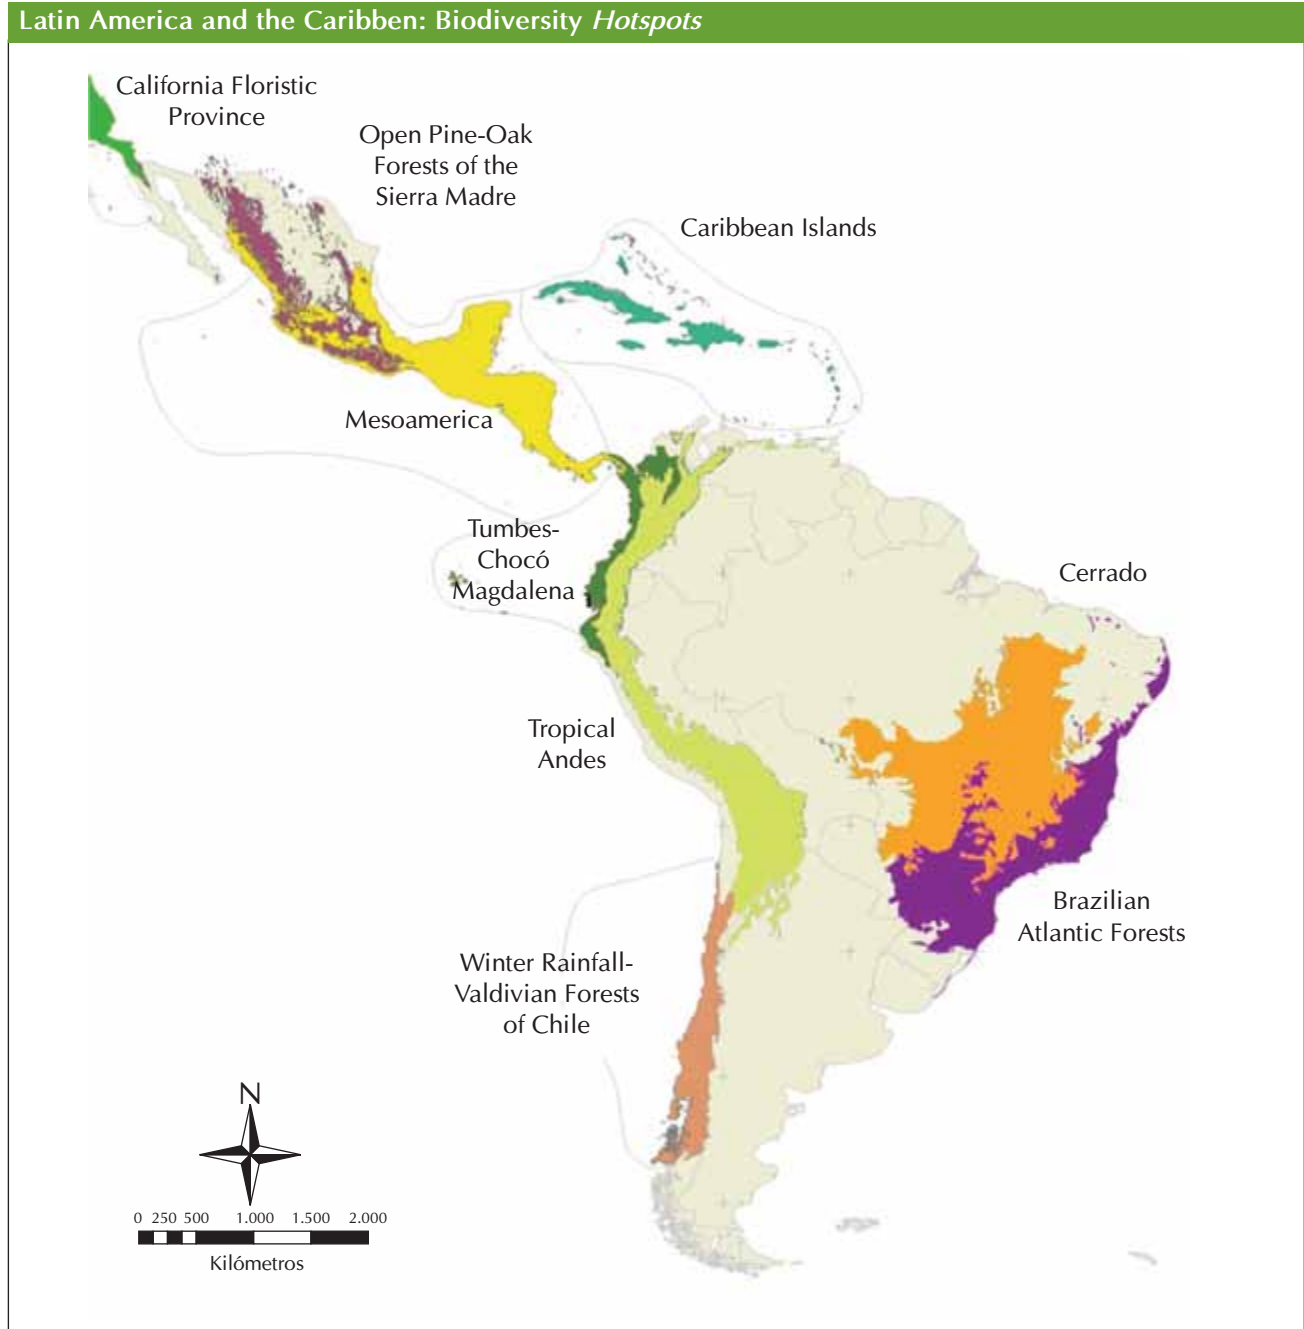 Latin America and the Caribben: Biodiversity Hotspots
California Floristic
Province
Open Pine-Oak
Forests of the
Sierra Madre
Caribbean Islands
Mesoamerica
Tumbes-
Chocó
Magdalena
Cerrado
Tropical
Andes
Brazilian
Atlantic Forests
Winter Rainfall-
Valdivian Forests
of Chile
N
0 250 500 1.000 1.500 2.000
Kilómetros